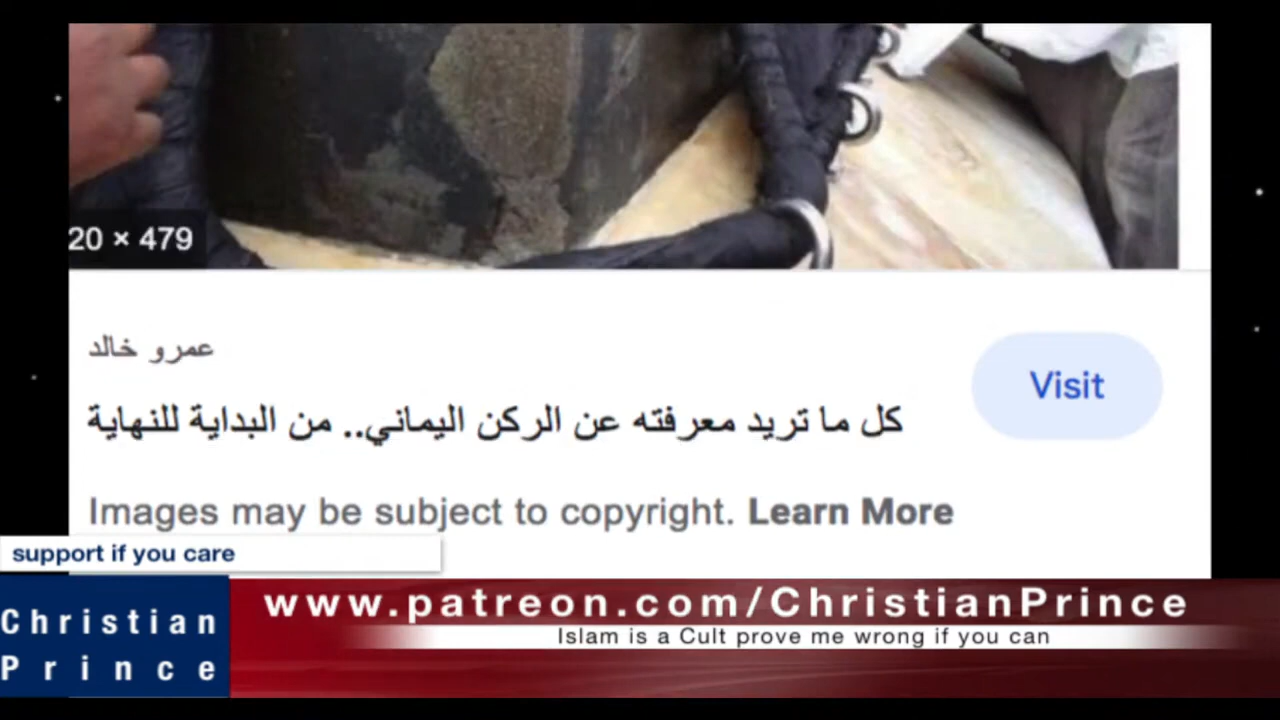 20 × 479
عمرو خالد
Visit
كل ما تريد معرفته عن الركن اليماني.. من البداية للنهاية
Images may be subject to copyright. Learn More
support if you care
Christian
Prince
www.patreon.com/ChristianPrince
Islam is a Cult prove me wrong if you can